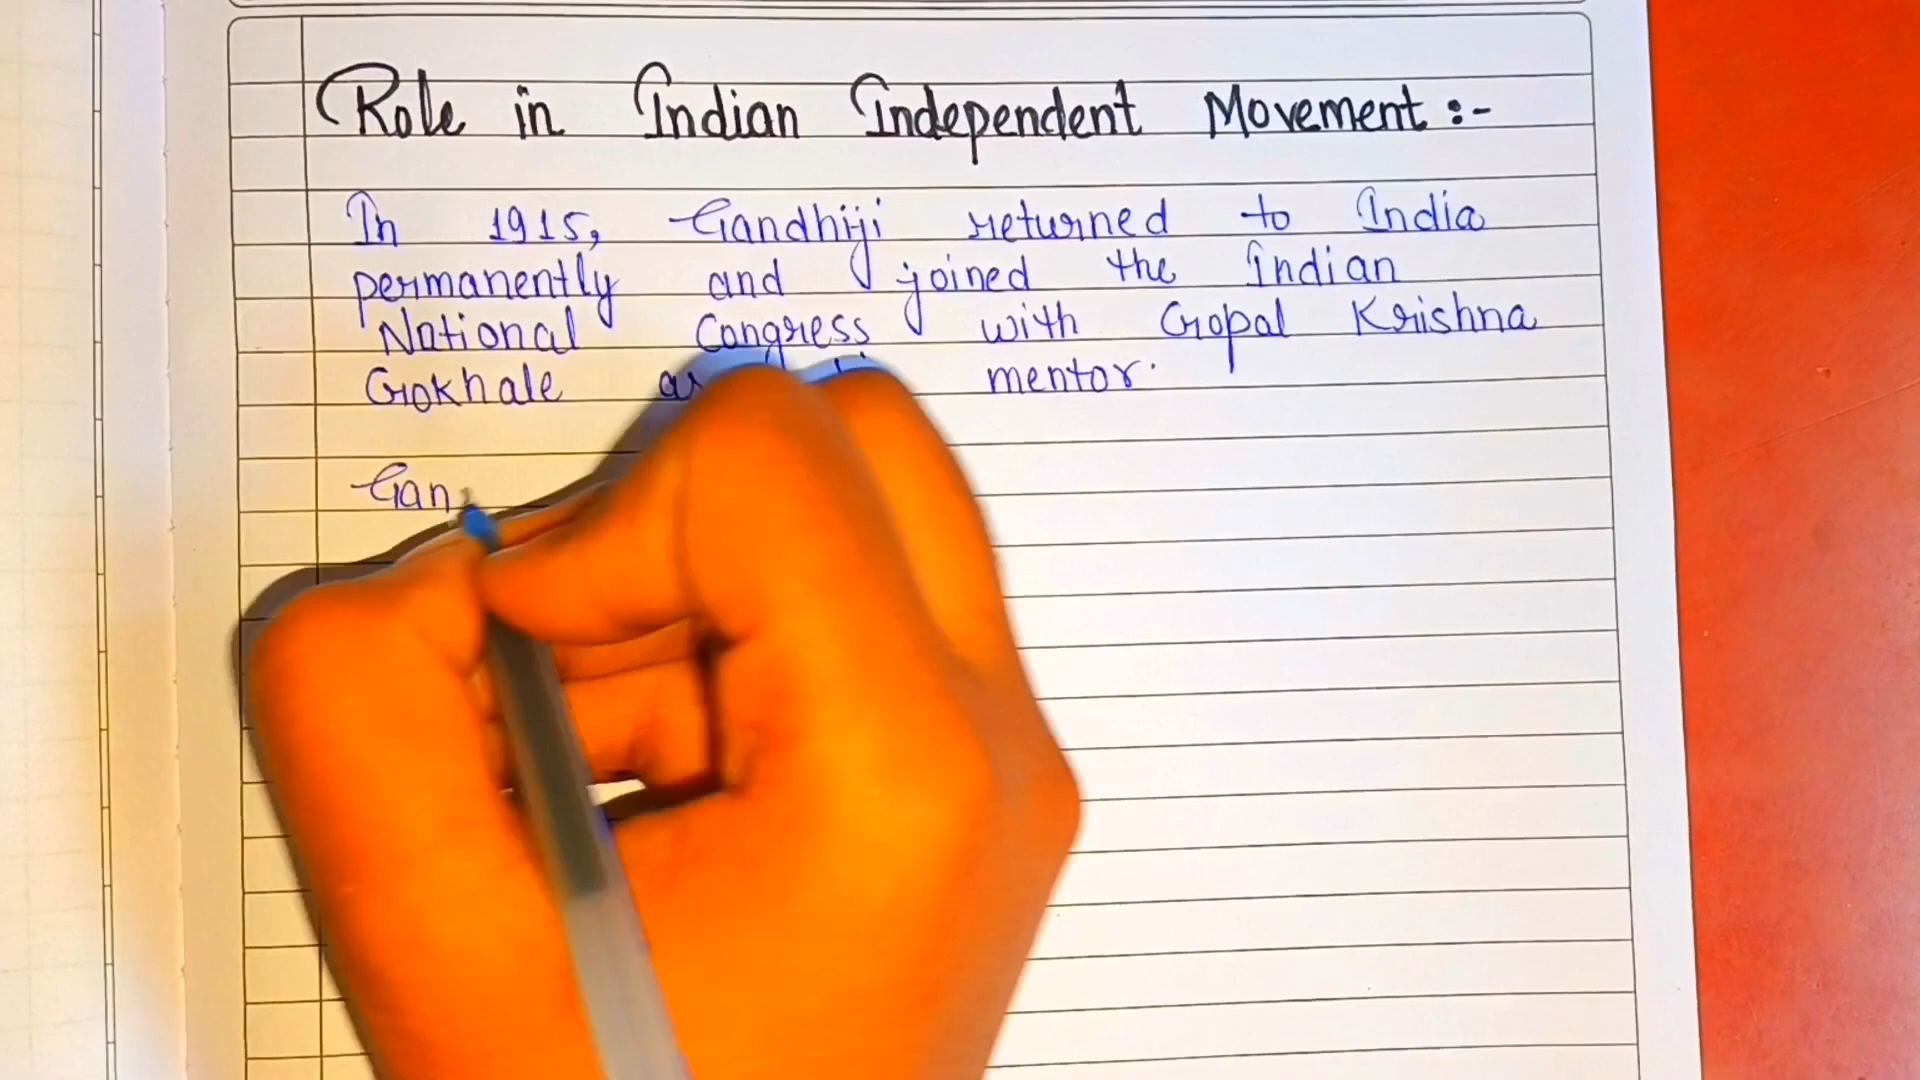 Role in Indian Independent Movement :-
In 1915, Gandhiji returned to India
permanently and joined the Indian
National Congress with Gopal Krishna
Gokhale as mentor.
Gan